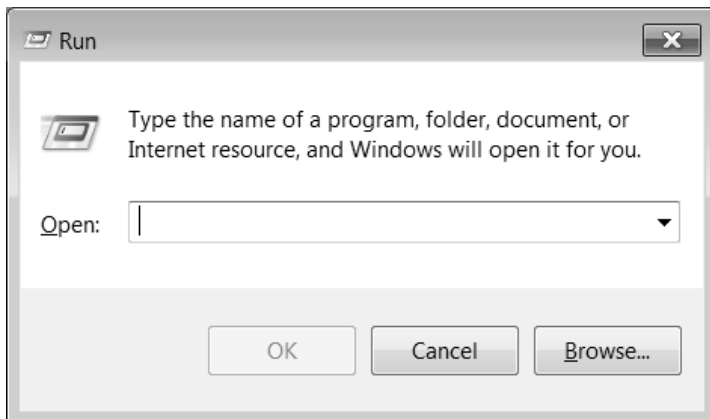 Run
Type the name of a program, folder, document, or
Internet resource, and Windows will open it for you.
Open:
OK Cancel Browse...